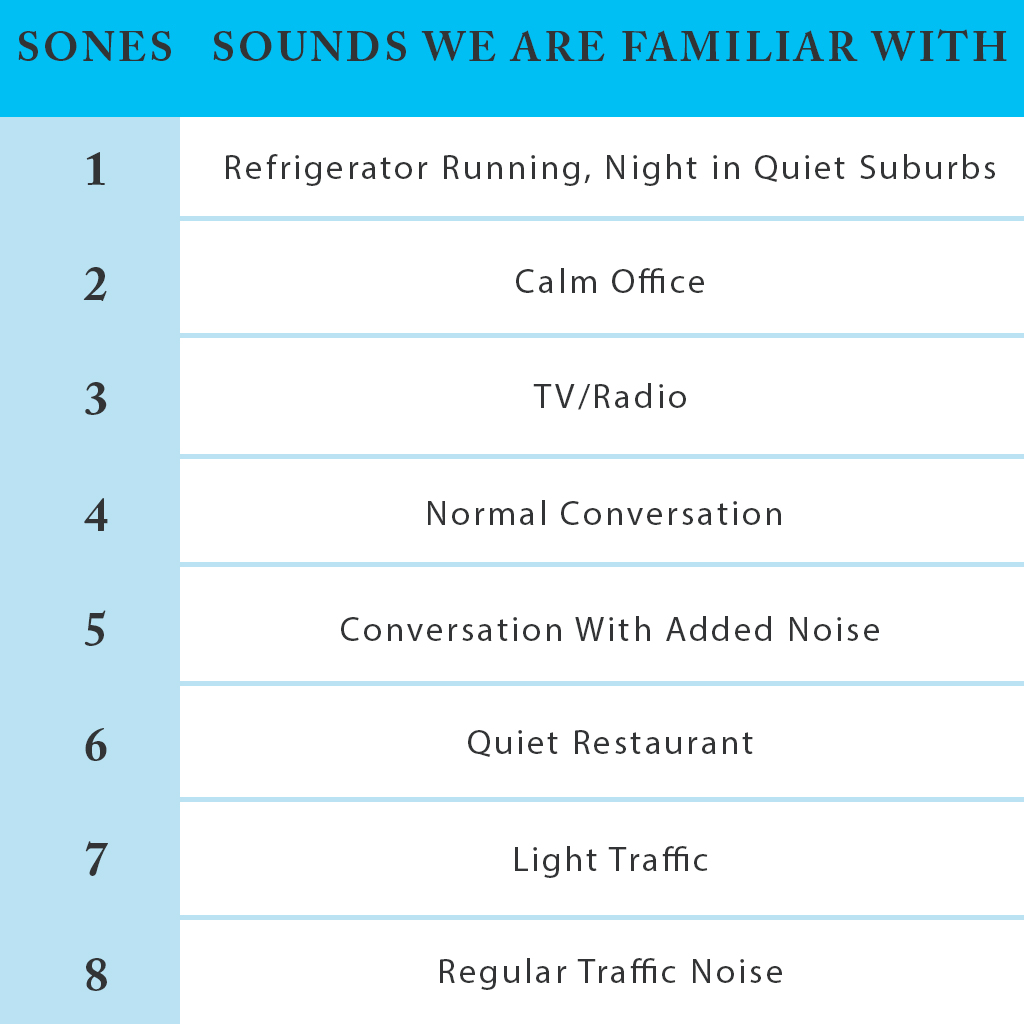 SONES SOUNDS WE ARE FAMILIAR WITH
1 Refrigerator Running, Night in Quiet Suburbs
2 Calm Office
3 TV/Radio
4 Normal Conversation
5 Conversation With Added Noise
6 Quiet Restaurant
7 Light Traffic
8 Regular Traffic Noise